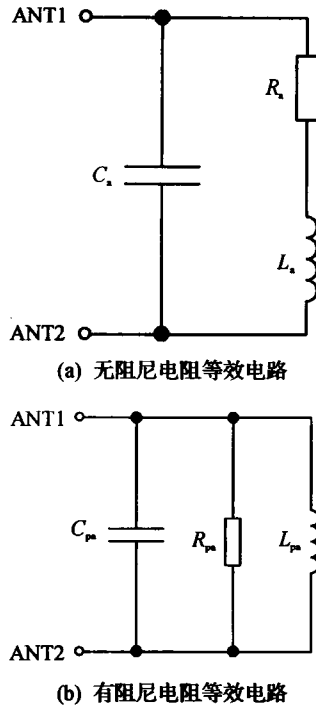 ANT1
Rₐ
Cₐ
Lₐ
ANT2
(a) 无阻尼电阻等效电路
ANT1
Cₚₐ
Rₚₐ
Lₚₐ
ANT2
(b) 有阻尼电阻等效电路